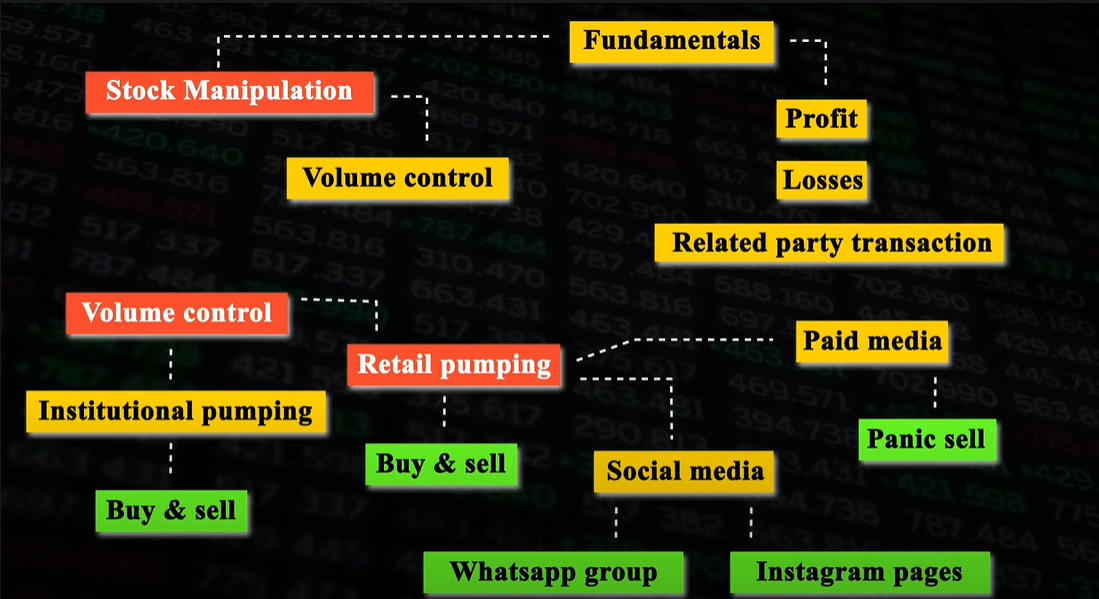 Fundamentals
Stock Manipulation
Profit
Volume control
Losses
Related party transaction
Volume control
Paid media
Retail pumping
Institutional pumping
Panic sell
Buy & sell
Social media
Buy & sell
Whatsapp group
Instagram pages